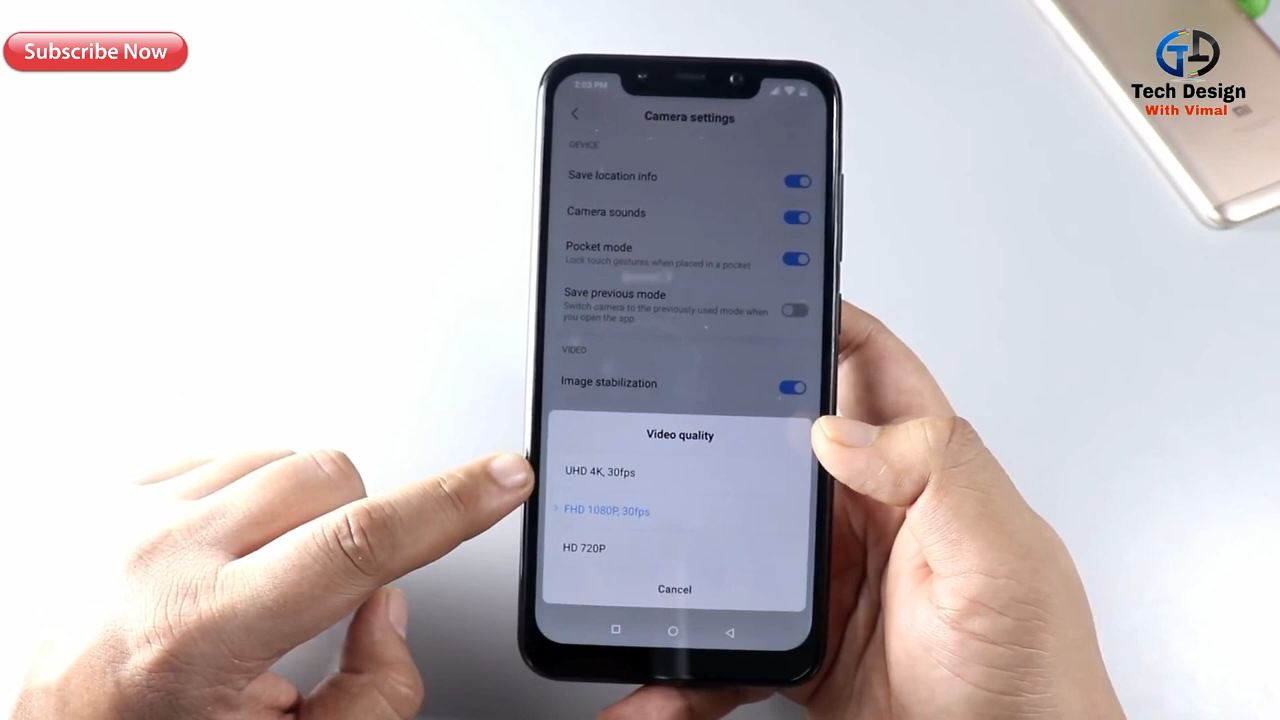 Subscribe Now
Tech Design
With Vimal
2:03 PM
Camera settings
DEVICE
Save location info
Camera sounds
Pocket mode
Lock touch gestures when placed in a pocket
Save previous mode
Switch camera to the previously used mode when
you open the app
VIDEO
Image stabilization
Video quality
UHD 4K, 30fps
FHD 1080P, 30fps
HD 720P
Cancel